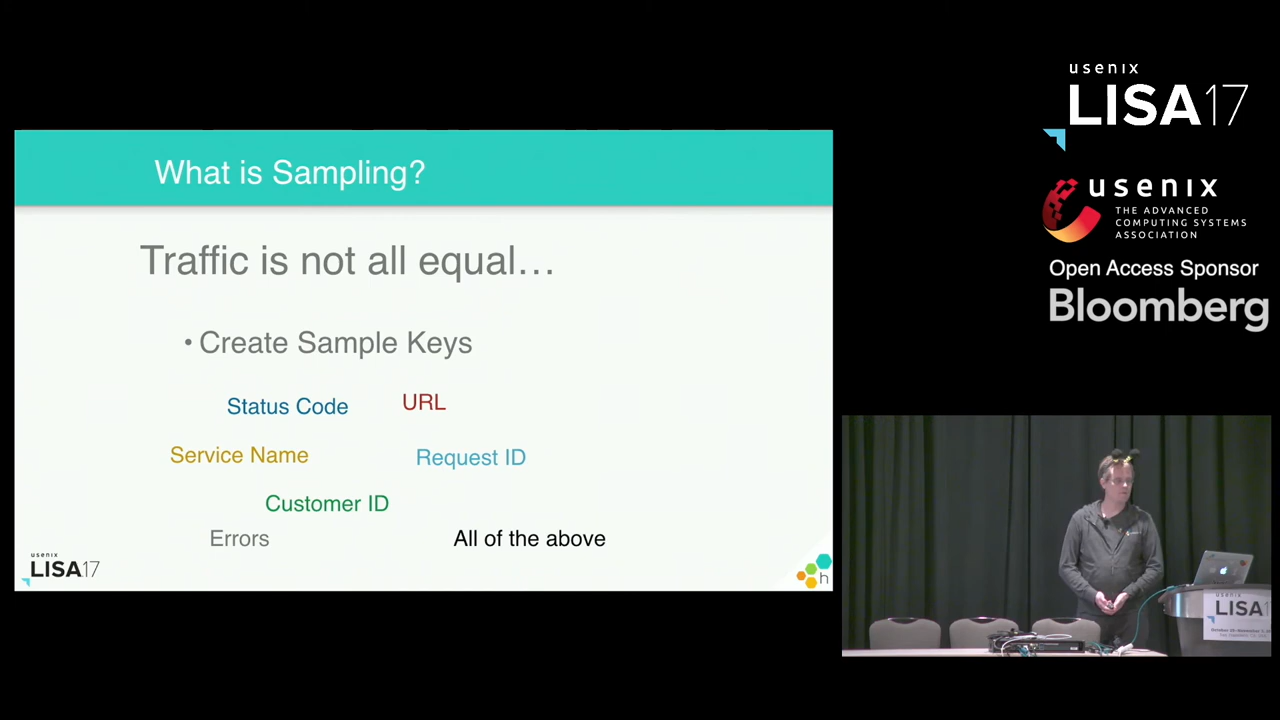 What is Sampling?
Traffic is not all equal…
• Create Sample Keys
Status Code
URL
Service Name
Request ID
Customer ID
Errors
All of the above
usenix
LISA17
h
usenix
LISA17
usenix
THE ADVANCED
COMPUTING SYSTEMS
ASSOCIATION
Open Access Sponsor
Bloomberg
usenix
LISA1